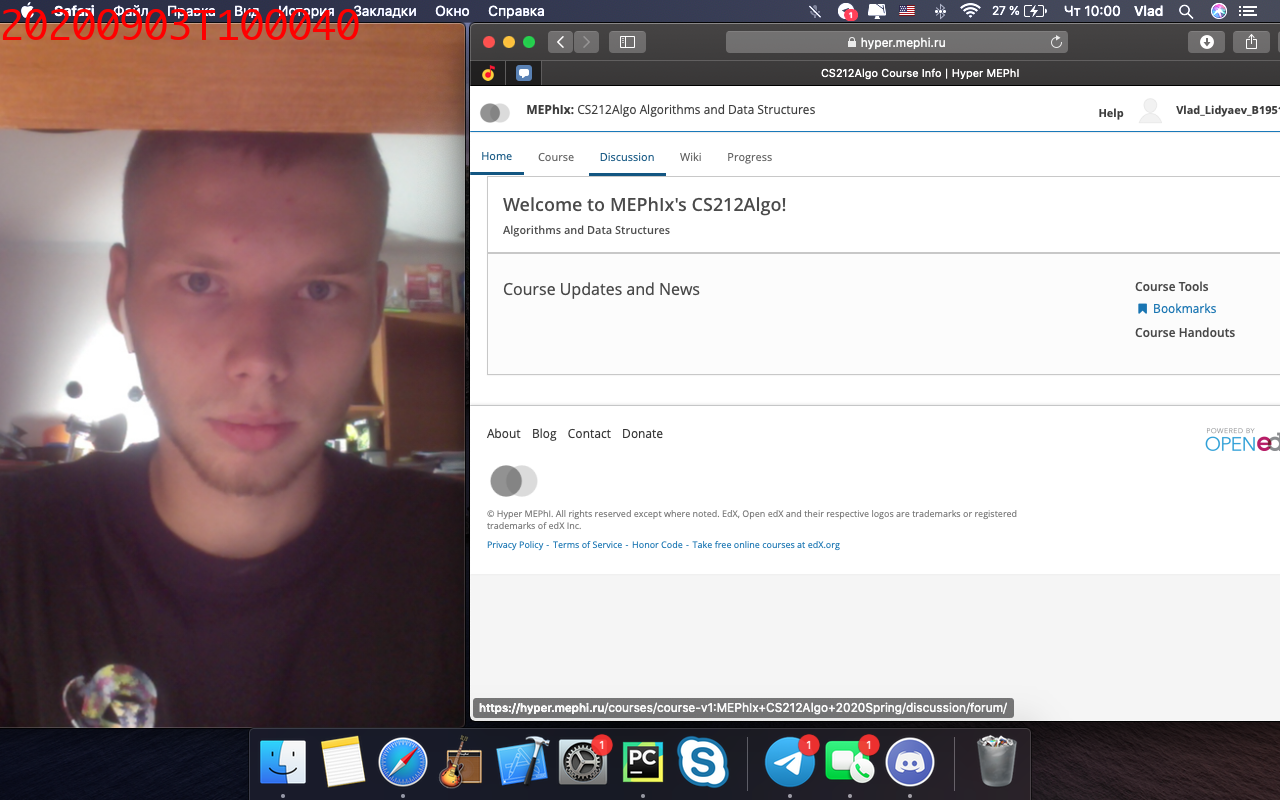 Safari Файл Правка Вид История Закладки Окно Справка 27 % Чт 10:00 Vlad
20200903T100040
hyper.mephi.ru
CS212Algo Course Info | Hyper MEPhI
MEPhIx: CS212Algo Algorithms and Data Structures
Help
Vlad_Lidyaev_B1951
Home Course Discussion Wiki Progress
Welcome to MEPhIx's CS212Algo!
Algorithms and Data Structures
Course Updates and News
Course Tools
Bookmarks
Course Handouts
About Blog Contact Donate
POWERED BY
OPEN ed
© Hyper MEPhI. All rights reserved except where noted. EdX, Open edX and their respective logos are trademarks or registered
trademarks of edX Inc.
Privacy Policy - Terms of Service - Honor Code - Take free online courses at edX.org
https://hyper.mephi.ru/courses/course-v1:MEPhIx+CS212Algo+2020Spring/discussion/forum/
1
PC
1
1
1